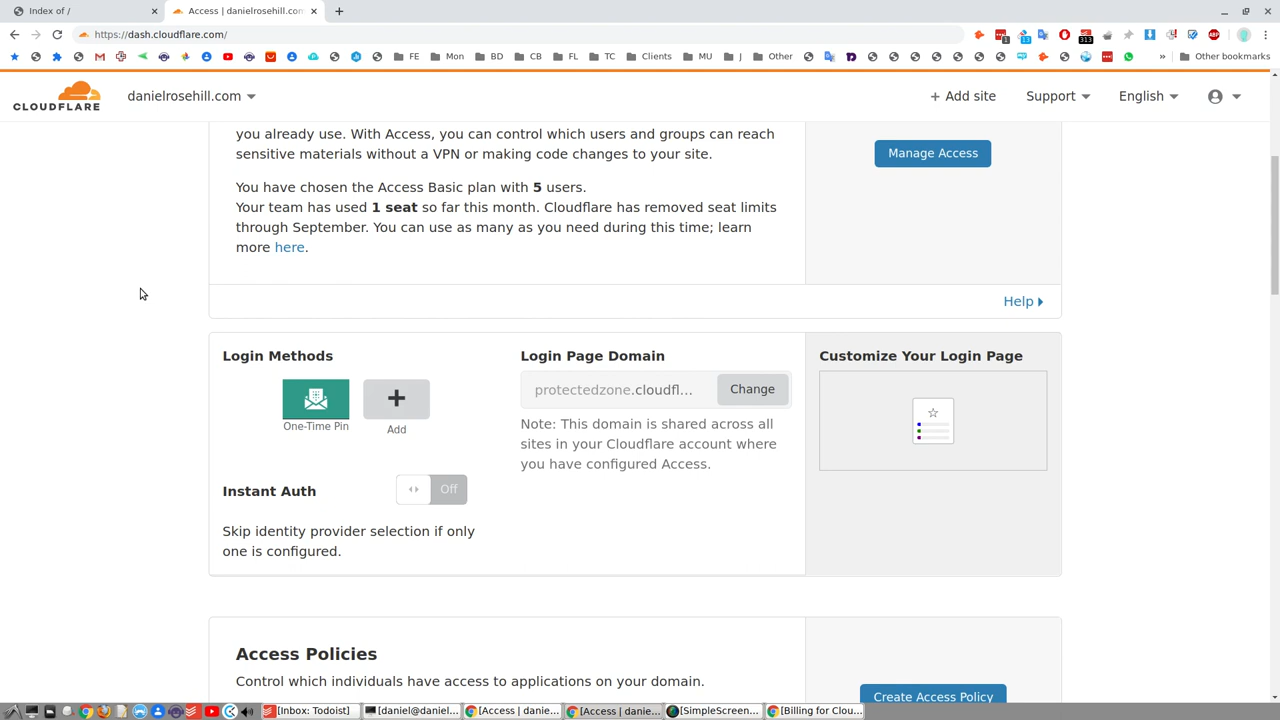 Index of /
Access | danielrosehill.com
https://dash.cloudflare.com/
1
13
313
ABP
FE
Mon
BD
CB
FL
TC
Clients
MU
J
Other
»
Other bookmarks
CLOUDFLARE
danielrosehill.com
+ Add site
Support
English
you already use. With Access, you can control which users and groups can reach
sensitive materials without a VPN or making code changes to your site.
Manage Access
You have chosen the Access Basic plan with 5 users.
Your team has used 1 seat so far this month. Cloudflare has removed seat limits
through September. You can use as many as you need during this time; learn
more here.
Help
Login Methods
Login Page Domain
Customize Your Login Page
One-Time Pin
Add
protectedzone.cloudfl...
Change
Note: This domain is shared across all
sites in your Cloudflare account where
you have configured Access.
Instant Auth
Off
Skip identity provider selection if only
one is configured.
Access Policies
Control which individuals have access to applications on your domain.
Create Access Policy
[Inbox: Todoist]
[daniel@daniel...
[Access | danie...
[Access | danie...
[SimpleScreen...
[Billing for Clou...